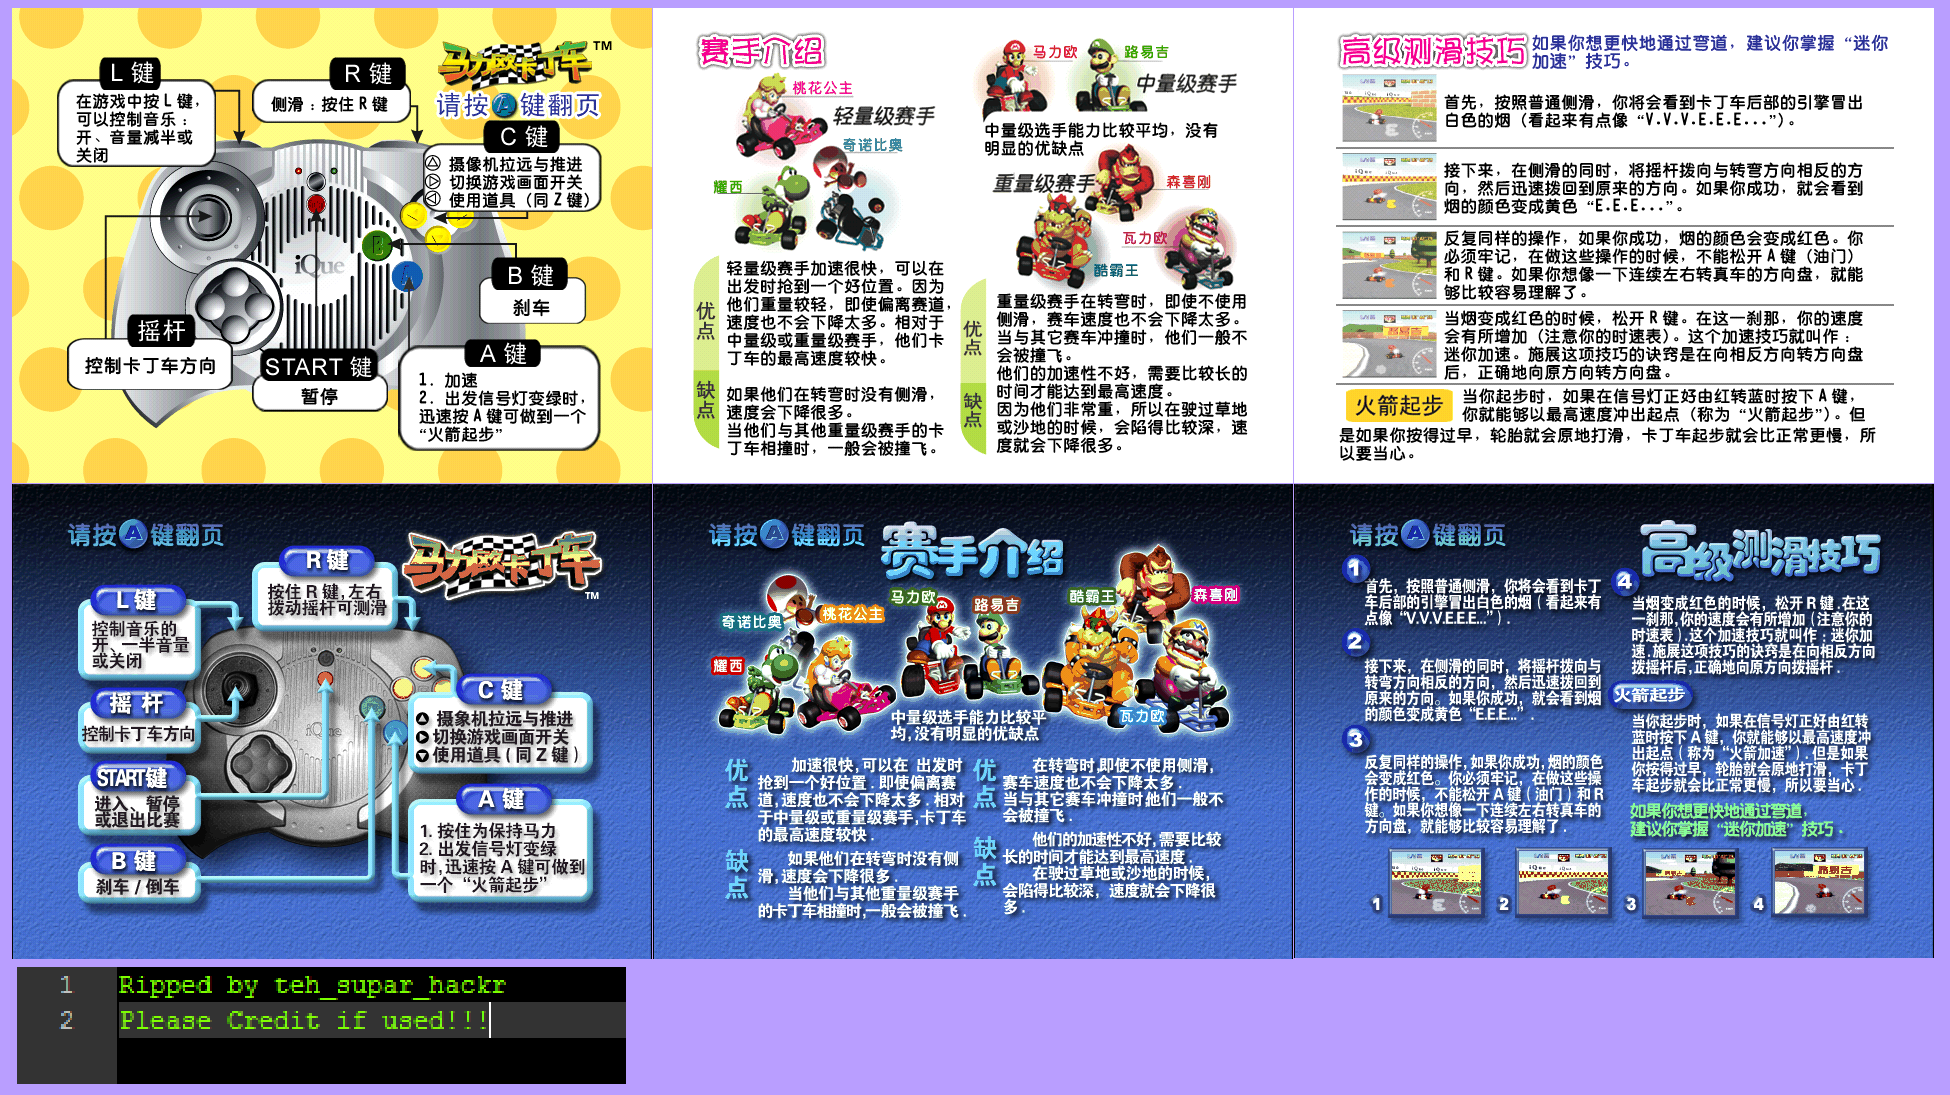 马力欧卡丁车™
请按A键翻页
L 键
在游戏中按 L 键，
可以控制音乐：
开、音量减半或
关闭
R 键
侧滑：按住 R 键
C 键
摄像机拉远与推进
切换游戏画面开关
使用道具（同 Z 键）
B
A
iQue
B 键
刹车
摇杆
控制卡丁车方向
START 键
暂停
A 键
1. 加速
2. 出发信号灯变绿时，
迅速按 A 键可做到一个
“火箭起步”
赛手介绍
桃花公主
轻量级赛手
奇诺比奥
耀西
马力欧
路易吉
中量级赛手
中量级选手能力比较平均，没有
明显的优缺点
重量级赛手
森喜刚
瓦力欧
酷霸王
优点
轻量级赛手加速很快，可以在
出发时抢到一个好位置。因为
他们重量较轻，即使偏离赛道，
速度也不会下降太多。相对于
中量级或重量级赛手，他们卡
丁车的最高速度较快。
缺点
如果他们在转弯时没有侧滑，
速度会下降很多。
当他们与其他重量级赛手的卡
丁车相撞时，一般会被撞飞。
优点
重量级赛手在转弯时，即使不使用
侧滑，赛车速度也不会下降太多。
当与其它赛车冲撞时，他们一般不
会被撞飞。
缺点
他们的加速性不好，需要比较长的
时间才能达到最高速度。
因为他们非常重，所以在驶过草地
或沙地的时候，会陷得比较深，速
度就会下降很多。
高级测滑技巧
如果你想更快地通过弯道，建议你掌握“迷你
加速”技巧。
首先，按照普通侧滑，你将会看到卡丁车后部的引擎冒出
白色的烟（看起来有点像“V.V.V.E.E.E...”）。
接下来，在侧滑的同时，将摇杆拨向与转弯方向相反的方
向，然后迅速拨回到原来的方向。如果你成功，就会看到
烟的颜色变成黄色“E.E.E...”。
反复同样的操作，如果你成功，烟的颜色会变成红色。你
必须牢记，在做这些操作的时候，不能松开 A 键（油门）
和 R 键。如果你想像一下连续左右转真车的方向盘，就能
够比较容易理解了。
当烟变成红色的时候，松开 R 键。在这一刹那，你的速度
会有所增加（注意你的时速表）。这个加速技巧就叫作：
迷你加速。施展这项技巧的诀窍是在向相反方向转方向盘
后，正确地向原方向转方向盘。
火箭起步
当你起步时，如果在信号灯正好由红转蓝时按下 A 键，
你就能够以最高速度冲出起点（称为“火箭起步”）。但
是如果你按得过早，轮胎就会原地打滑，卡丁车起步就会比正常更慢，所
以要当心。
请按A键翻页
马力欧卡丁车™
R 键
按住 R 键,左右
拨动摇杆可测滑
L 键
控制音乐的
开、一半音量
或关闭
摇 杆
控制卡丁车方向
START键
进入、暂停
或退出比赛
B 键
刹车 / 倒车
iQue
C 键
摄象机拉远与推进
切换游戏画面开关
使用道具 ( 同 Z 键 )
A 键
1. 按住为保持马力
2. 出发信号灯变绿
时,迅速按 A 键可做到
一个“火箭起步”
请按A键翻页
赛手介绍
奇诺比奥
桃花公主
耀西
马力欧
路易吉
酷霸王
森喜刚
瓦力欧
中量级选手能力比较平
均,没有明显的优缺点
优点
加速很快,可以在 出发时
抢到一个好位置 . 即使偏离赛
道,速度也不会下降太多 . 相对
于中量级或重量级赛手,卡丁车
的最高速度较快 .
缺点
如果他们在转弯时没有侧
滑,速度会下降很多 .
当他们与其他重量级赛手
的卡丁车相撞时,一般会被撞飞 .
优点
在转弯时,即使不使用侧滑,
赛车速度也不会下降太多 .
当与其它赛车冲撞时他们一般不
会被撞飞 .
缺点
他们的加速性不好,需要比较
长的时间才能达到最高速度 .
在驶过草地或沙地的时候,
会陷得比较深，速度就会下降很
多 .
请按A键翻页
高级测滑技巧
1
首先，按照普通侧滑，你将会看到卡丁
车后部的引擎冒出白色的烟 ( 看起来有
点像“V.V.V.E.E.E...”) .
2
接下来，在侧滑的同时，将摇杆拨向与
转弯方向相反的方向，然后迅速拨回到
原来的方向。如果你成功，就会看到烟
的颜色变成黄色“E.E.E...”.
3
反复同样的操作, 如果你成功, 烟的颜色
会变成红色。你必须牢记，在做这些操
作的时候，不能松开 A 键 ( 油门 ) 和 R
键。如果你想像一下连续左右转真车的
方向盘，就能够比较容易理解了 .
4
当烟变成红色的时候，松开 R 键.在这
一刹那,你的速度会有所增加 ( 注意你的
时速表 ).这个加速技巧就叫作 : 迷你加
速.施展这项技巧的诀窍是在向相反方向
拨摇杆后,正确地向原方向拨摇杆 .
火箭起步
当你起步时，如果在信号灯正好由红转
蓝时按下 A 键，你就能够以最高速度冲
出起点 ( 称为“火箭加速”) .但是如果
你按得过早，轮胎就会原地打滑，卡丁
车起步就会比正常更慢，所以要当心 .
如果你想更快地通过弯道，
建议你掌握“迷你加速”技巧 .
1
2
3
4
路易吉
1 Ripped by teh_supar_hackr
2 Please Credit if used!!!